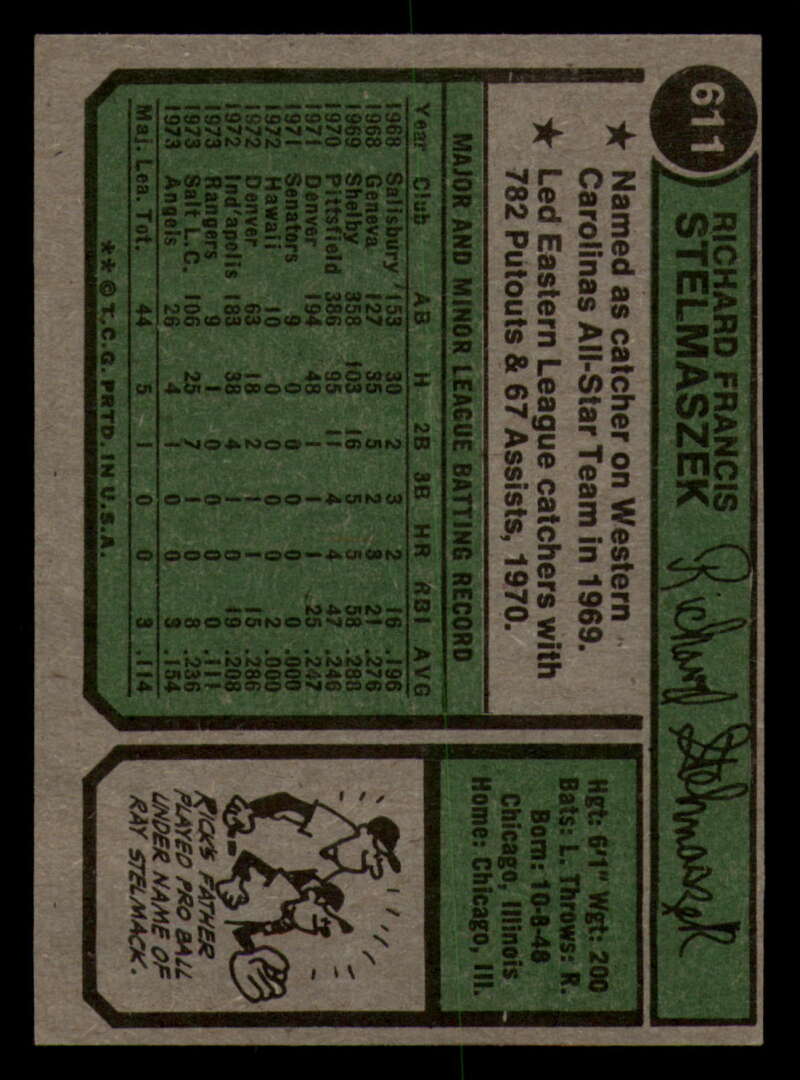 611
RICHARD FRANCIS
STELMASZEK
Richard Stelmaszek
★ Named as catcher on Western
Carolinas All-Star Team in 1969.
★ Led Eastern League catchers with
782 Putouts & 67 Assists, 1970.
MAJOR AND MINOR LEAGUE BATTING RECORD
Year Club AB H 2B 3B HR RBI AVG
1968 Salisbury 153 30 2 3 2 16 .196
1968 Geneva 127 35 5 2 3 21 .276
1969 Shelby 358 103 16 5 5 58 .288
1970 Pittsfield 386 95 11 4 4 47 .246
1971 Denver 194 48 1 1 1 25 .247
1971 Senators 9 0 0 0 0 0 .000
1972 Hawaii 10 0 0 0 0 2 .000
1972 Denver 63 18 2 1 1 15 .286
1972 Ind'apolis 183 38 4 1 0 19 .208
1973 Rangers 9 1 0 0 0 0 .111
1973 Salt L.C. 106 25 7 1 0 8 .236
1973 Angels 26 4 1 0 0 3 .154
Maj. Lea. Tot. 44 5 1 0 0 3 .114
**© T.C.G. PRTD. IN U.S.A.
Hgt: 6'1" Wgt: 200
Bats: L. Throws: R.
Born: 10-8-48
Chicago, Illinois
Home: Chicago, Ill.
RICK'S FATHER
PLAYED PRO BALL
UNDER NAME OF
RAY STELMACK.